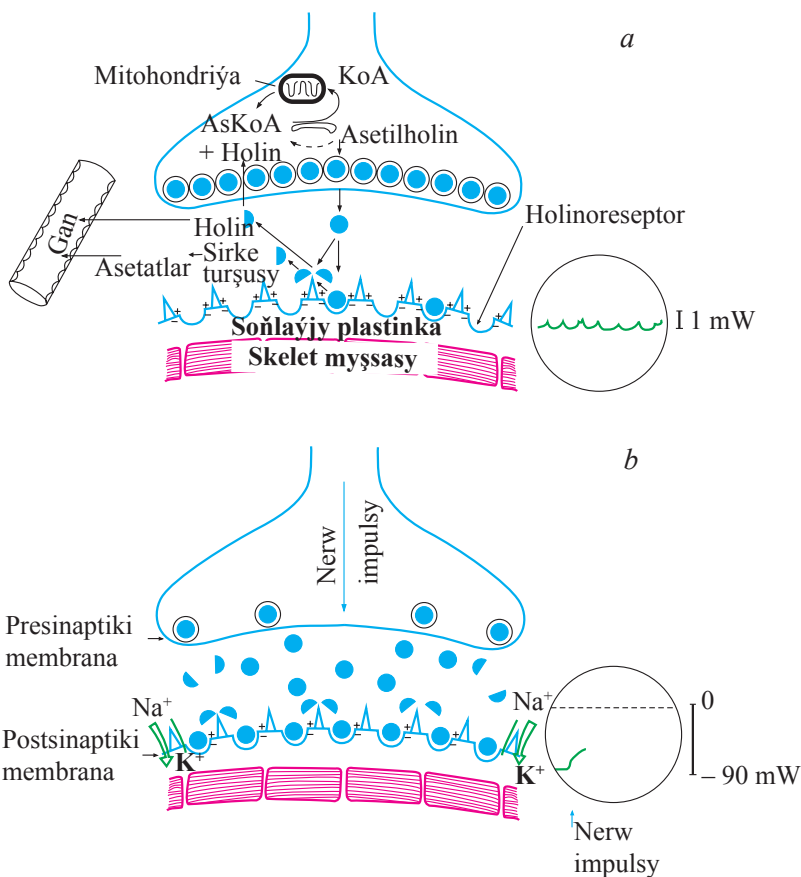 a
Mitohondriýa
KoA
AsKoA
+ Holin
Asetilholin
Gan
Holin
Holinoreseptor
Asetatlar
Sirke
turşusy
+ + + + + + + +
– – – – – – – –
Soňlaýjy plastinka
I 1 mW
Skelet myşsasy
b
Nerw
impulsy
Presinaptiki
membrana
Na⁺
Na⁺
0
Postsinaptiki
membrana
K⁺
K⁺
– 90 mW
Nerw
impulsy